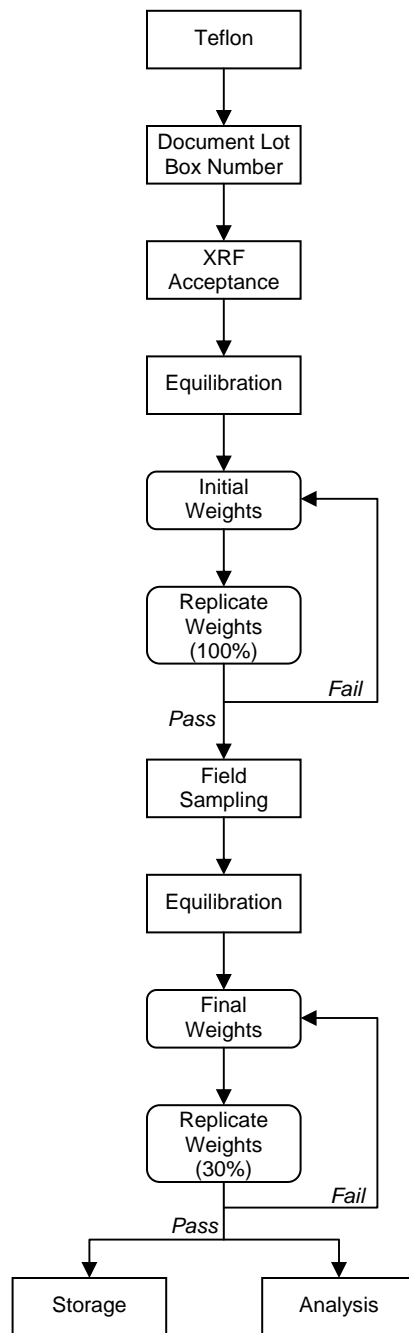 Teflon
Document Lot
Box Number
XRF
Acceptance
Equilibration
Initial
Weights
Replicate
Weights
(100%)
Fail
Pass
Field
Sampling
Equilibration
Final
Weights
Replicate
Weights
(30%)
Fail
Pass
Storage
Analysis